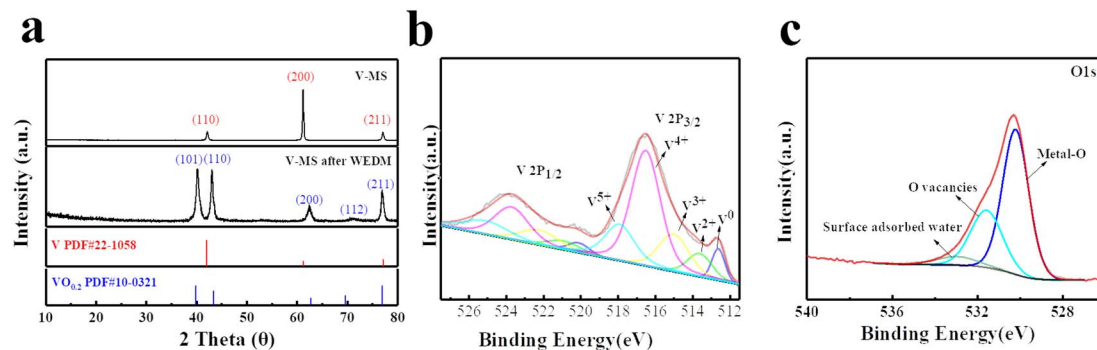 a
Intensity (a.u.)
V-MS
(110)
(200)
(211)
V-MS after WEDM
(101)
(110)
(200)
(112)
(211)
V PDF#22-1058
VO0.2 PDF#10-0321
10 20 30 40 50 60 70 80
2 Theta (θ)
b
Intensity(a.u.)
V 2P1/2
V 2P3/2
V4+
V5+
V3+
V2+
V0
526 524 522 520 518 516 514 512
Binding Energy(eV)
c
Intensity (a.u.)
O1s
Metal-O
O vacancies
Surface adsorbed water
540 536 532 528
Binding Energy(eV)